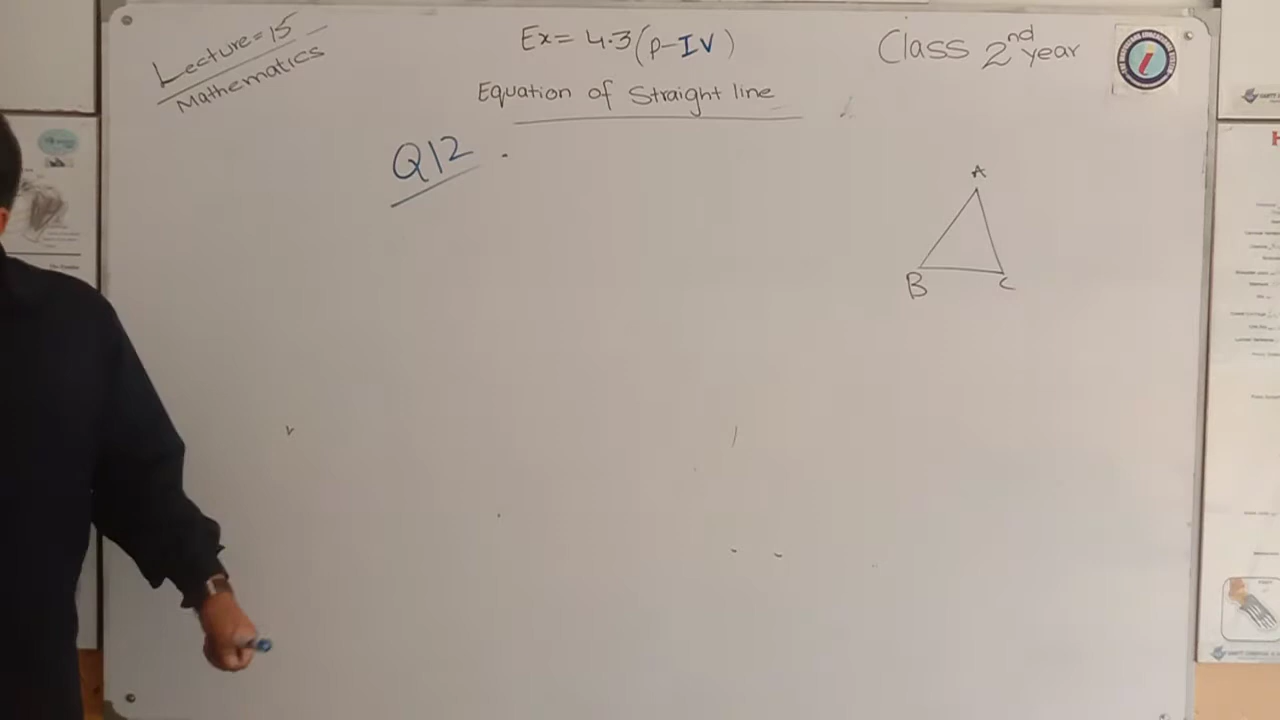 Lecture=15
Mathematics
Ex= 4.3(P-IV)
Equation of Straight line
Class 2nd year
Q12 .
A
B
C